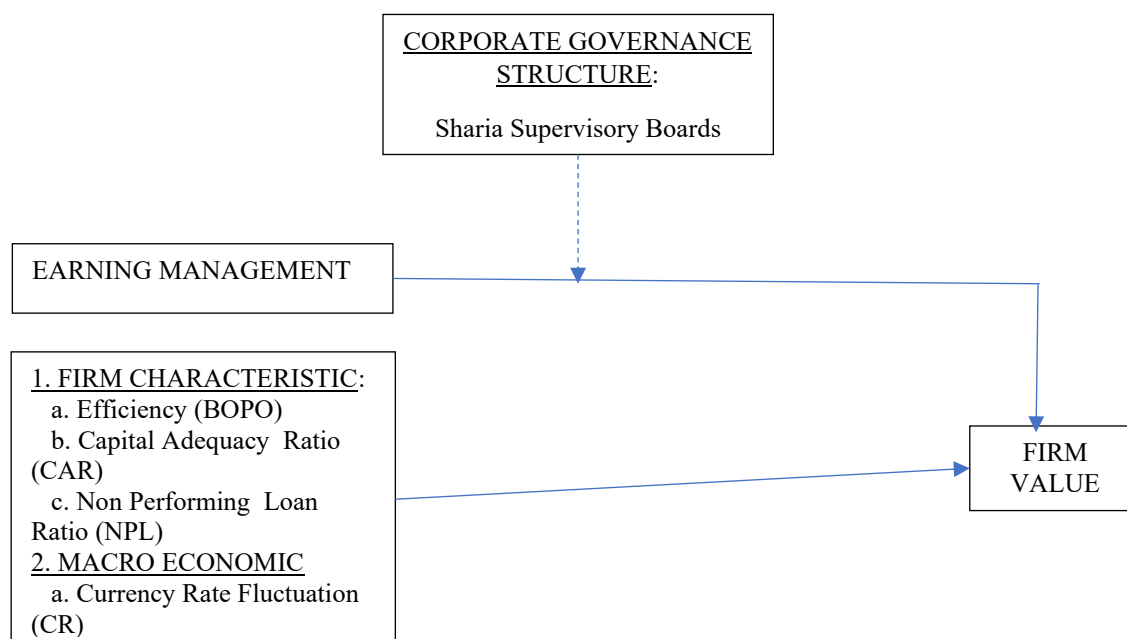 CORPORATE GOVERNANCE
STRUCTURE:
Sharia Supervisory Boards
EARNING MANAGEMENT
1. FIRM CHARACTERISTIC:
a. Efficiency (BOPO)
b. Capital Adequacy Ratio
(CAR)
c. Non Performing Loan
Ratio (NPL)
2. MACRO ECONOMIC
a. Currency Rate Fluctuation
(CR)
FIRM
VALUE